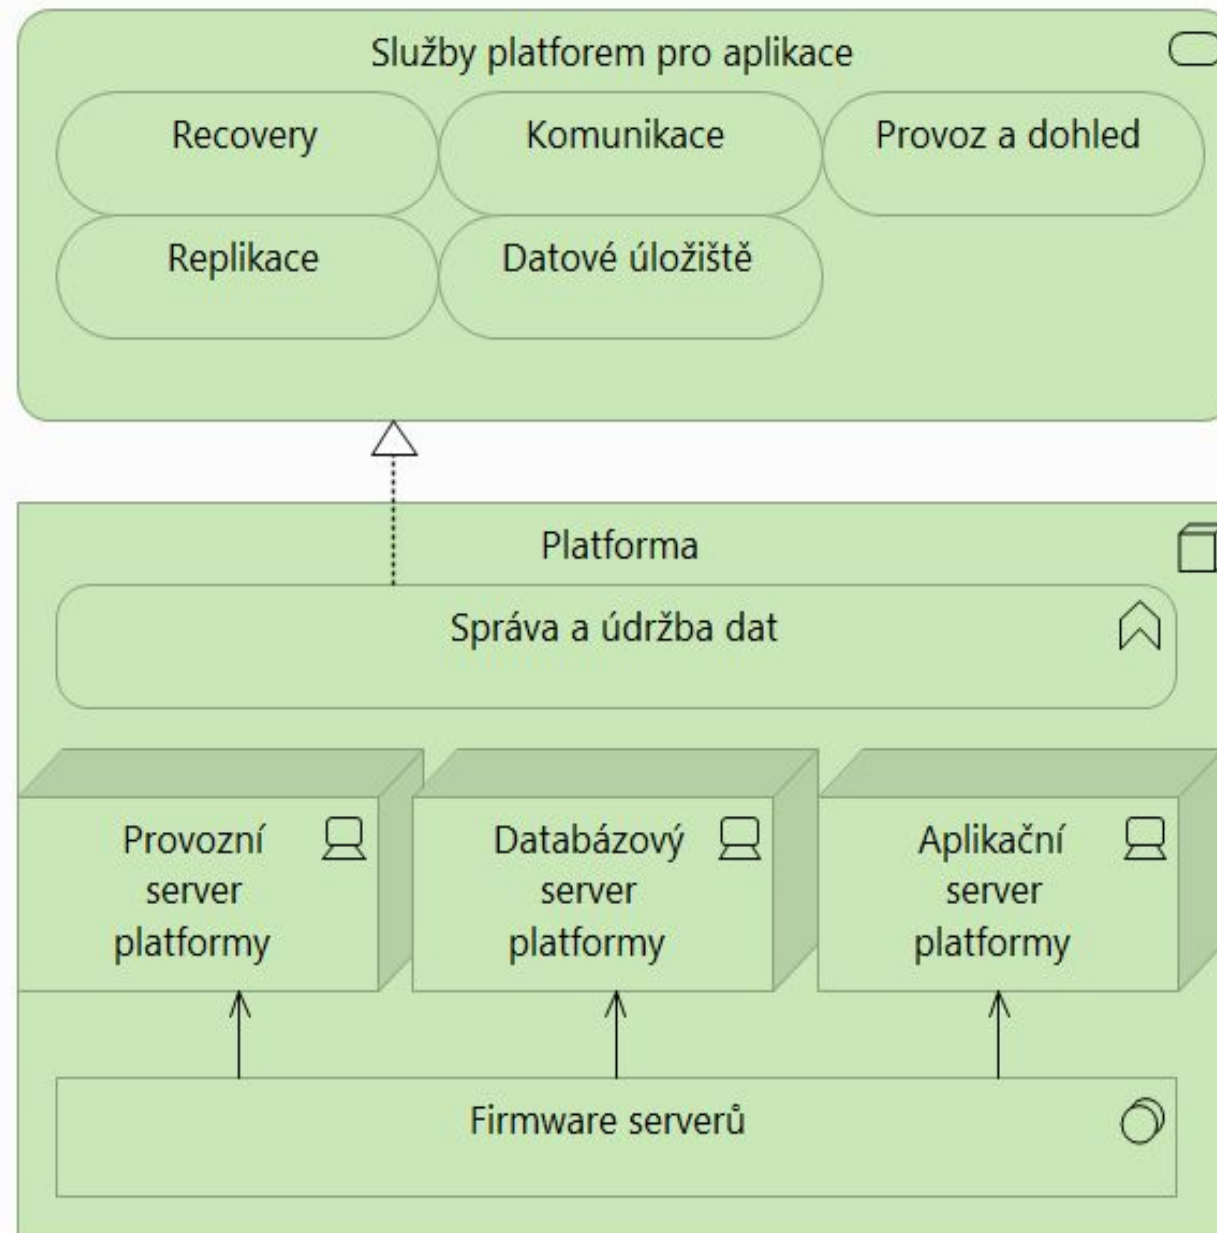 Služby platforem pro aplikace
Recovery
Komunikace
Provoz a dohled
Replikace
Datové úložiště
Platforma
Správa a údržba dat
Provozní
server
platformy
Databázový
server
platformy
Aplikační
server
platformy
Firmware serverů